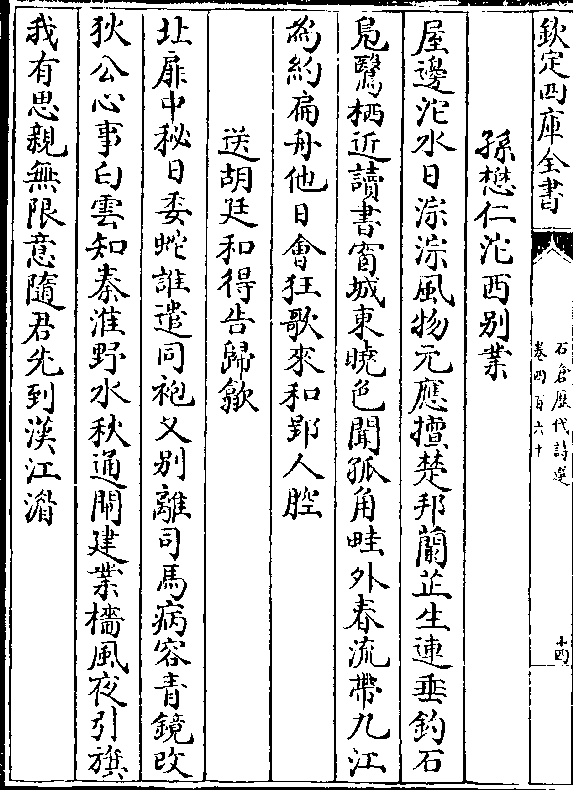 欽定四庫全書
石倉歷代詩選
卷四百六十
十四
孫懋仁沱西别業
屋邊沱水日淙淙風物元應擅楚邦蘭芷生連垂釣石
鳬鷖栖近讀書窗城東曉色聞孤角畦外春流帶九江
為約扁舟他日會狂歌來和郢人腔
送胡廷和得告歸歙
北扉中秘日委蛇誰遣同袍又别離司馬病容青鏡改
狄公心事白雲知秦淮野水秋通閘建業檣風夜引旗
我有思親無限意隨君先到漢江湄